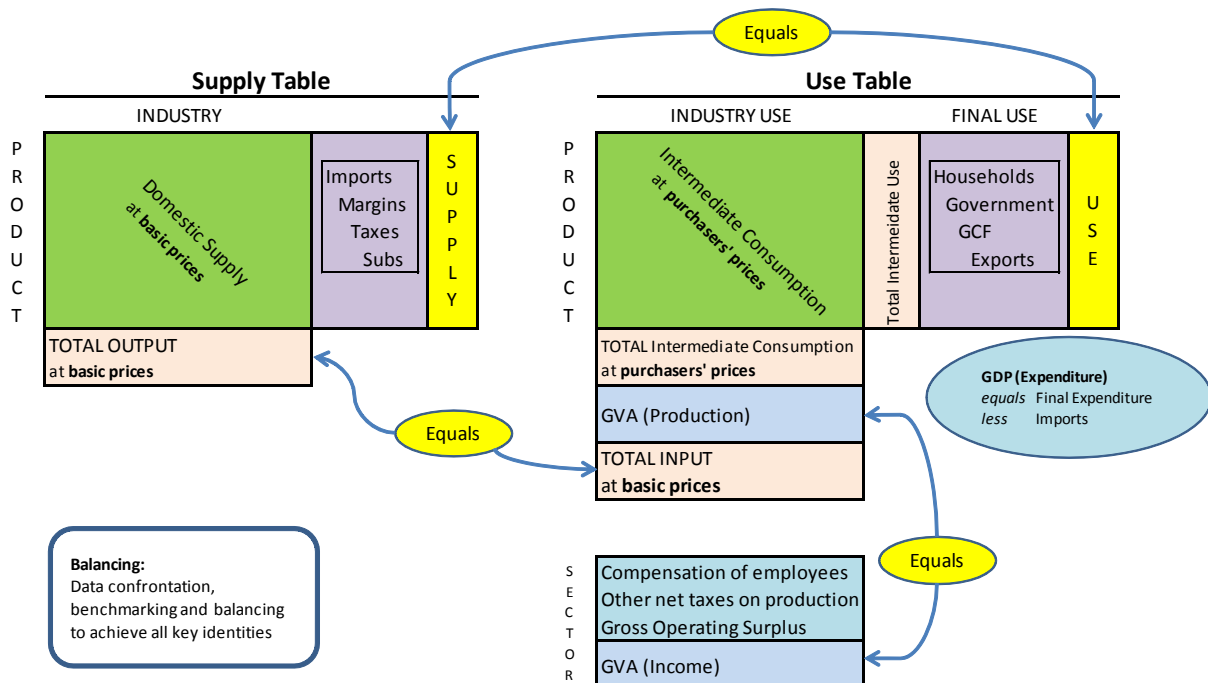 Equals
Supply Table
Use Table
INDUSTRY
INDUSTRY USE
FINAL USE
PRODUCT
Domestic Supply
at basic prices
Imports
Margins
Taxes
Subs
SUPPLY
PRODUCT
Intermediate Consumption
at purchasers' prices
Total Intermeidate Use
Households
Government
GCF
Exports
USE
TOTAL OUTPUT
at basic prices
TOTAL Intermediate Consumption
at purchasers' prices
GDP (Expenditure)
equals Final Expenditure
less Imports
GVA (Production)
Equals
TOTAL INPUT
at basic prices
Balancing:
Data confrontation,
benchmarking and balancing
to achieve all key identities
SECTOR
Compensation of employees
Other net taxes on production
Gross Operating Surplus
GVA (Income)
Equals